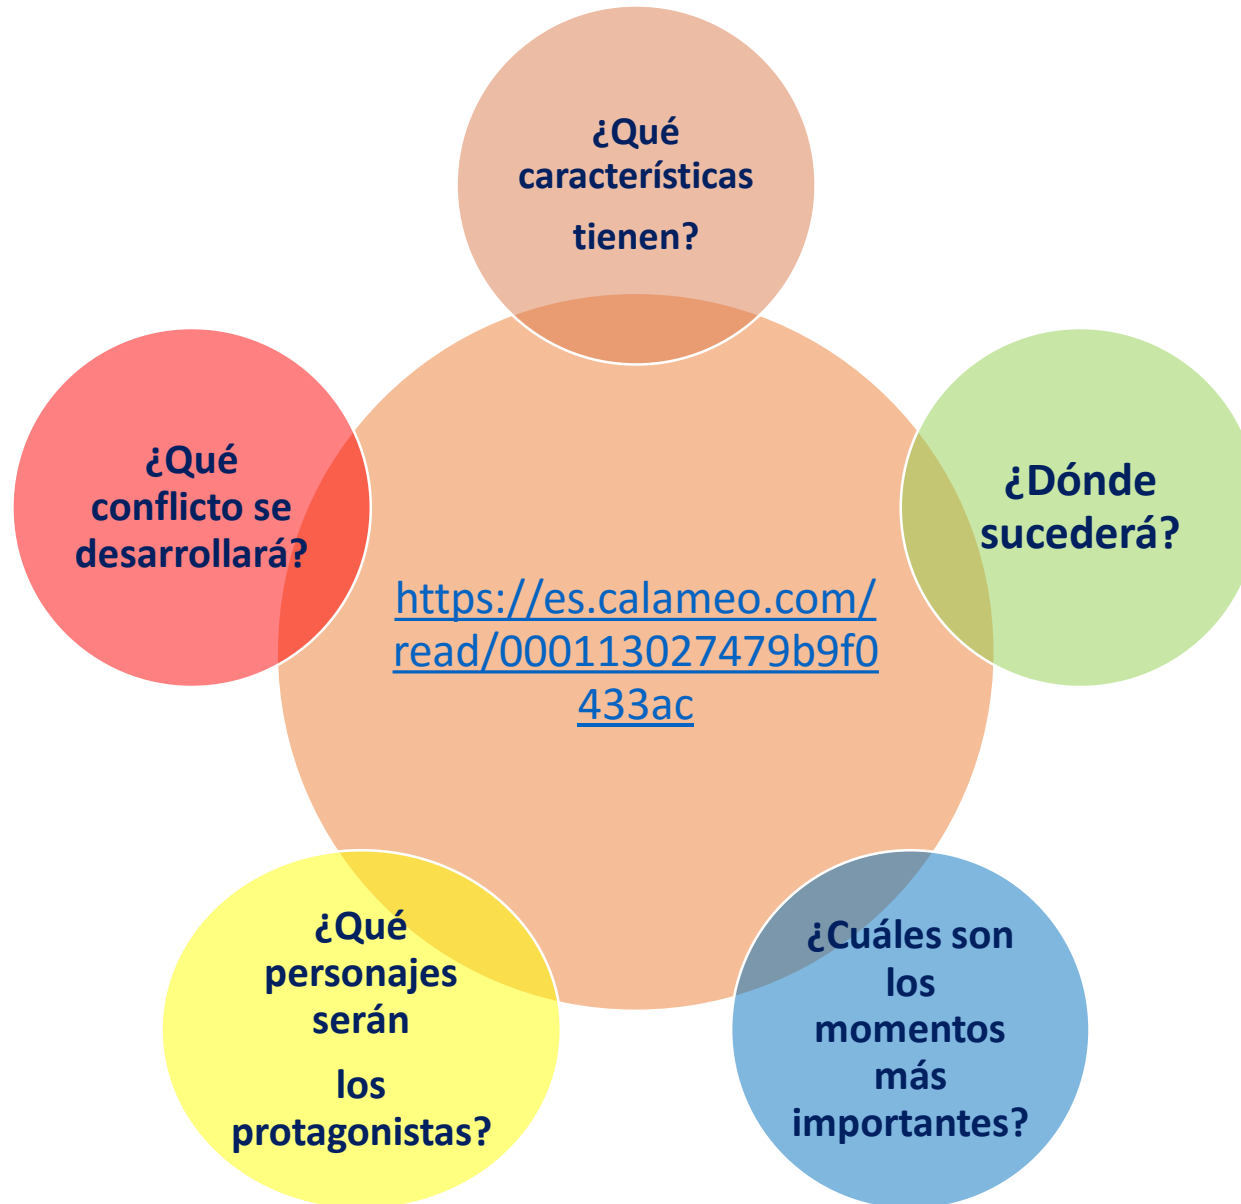 ¿Qué
características
tienen?
¿Qué
conflicto se
desarrollará?
¿Dónde
sucederá?
https://es.calameo.com/
read/000113027479b9f0
433ac
¿Qué
personajes
serán
los
protagonistas?
¿Cuáles son
los
momentos
más
importantes?